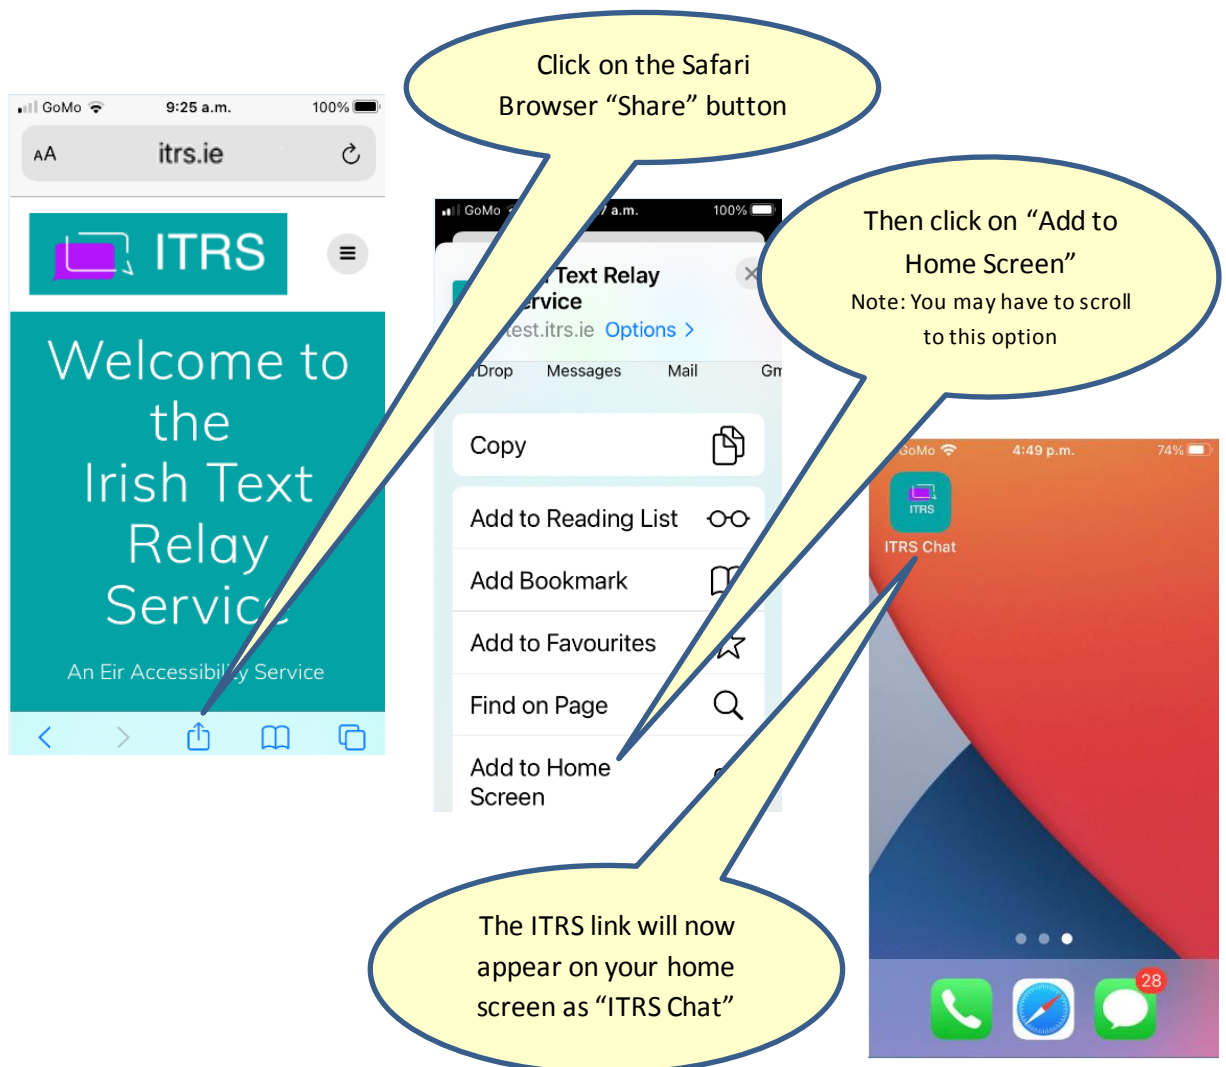 Click on the Safari
Browser “Share” button
GoMo
9:25 a.m.
100%
AA
itrs.ie
ITRS
Welcome to
the
Irish Text
Relay
Service
An Eir Accessibility Service
GoMo
a.m.
100%
Text Relay
test.itrs.ie Options >
Messages
Mail
Copy
Add to Reading List
Add Bookmark
Add to Favourites
Find on Page
Add to Home
Screen
Then click on “Add to
Home Screen”
Note: You may have to scroll
to this option
GoMo
4:49 p.m.
74%
ITRS
ITRS Chat
28
The ITRS link will now
appear on your home
screen as “ITRS Chat”